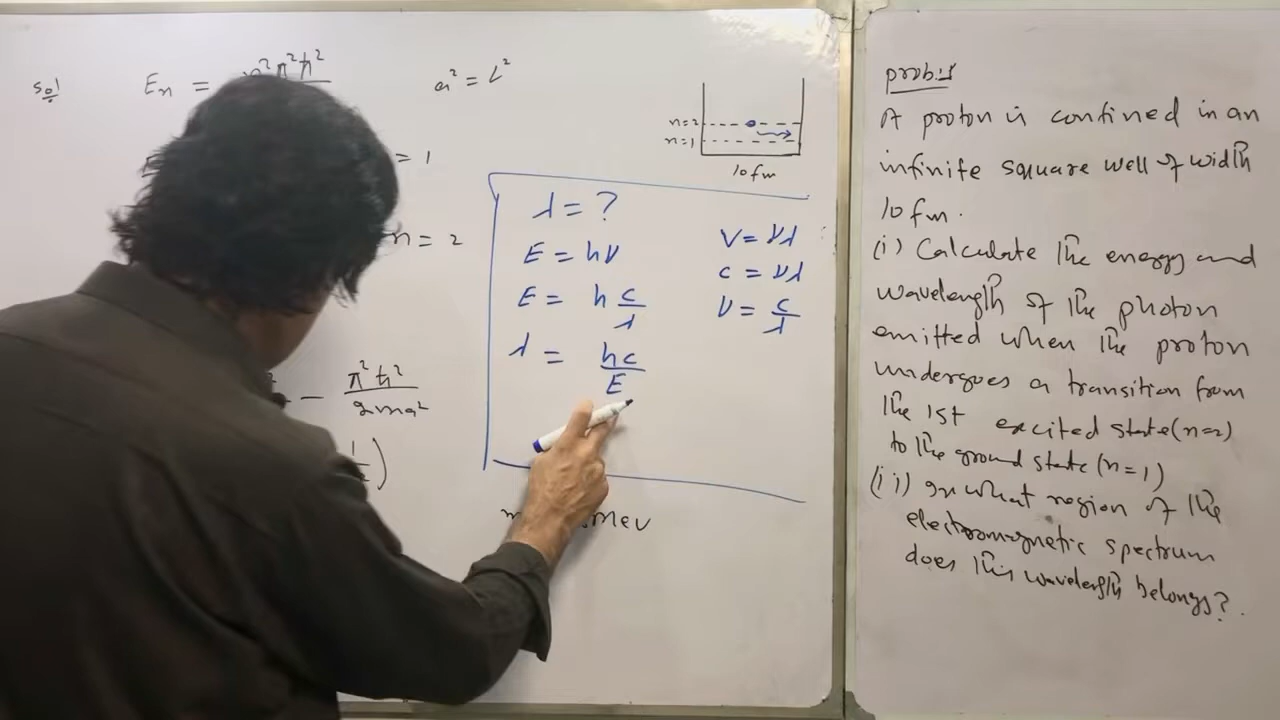 sol
Eₙ = n²π²ħ²
a² = L²
n=2
n=1
10 fm
= 1
n = 2
λ = ?
E = hν
E = h c/λ
λ = hc/E
V = νλ
c = νλ
ν = c/λ
− π²ħ²/2ma²
mev
prob:-
A proton is confined in an
infinite square well of width
10 fm.
(i) Calculate the energy and
wavelength of the photon
emitted when the proton
undergoes a transition from
the 1st excited state (n=2)
to the ground state (n=1)
(ii) In what region of the
electromagnetic spectrum
does this wavelength belongs?.